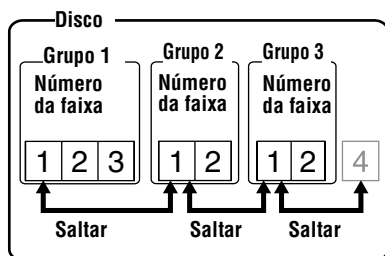 Disco
Grupo 1
Grupo 2
Grupo 3
Número
da faixa
Número
da faixa
Número
da faixa
1 2 3
1 2
1 2
4
Saltar
Saltar
Saltar